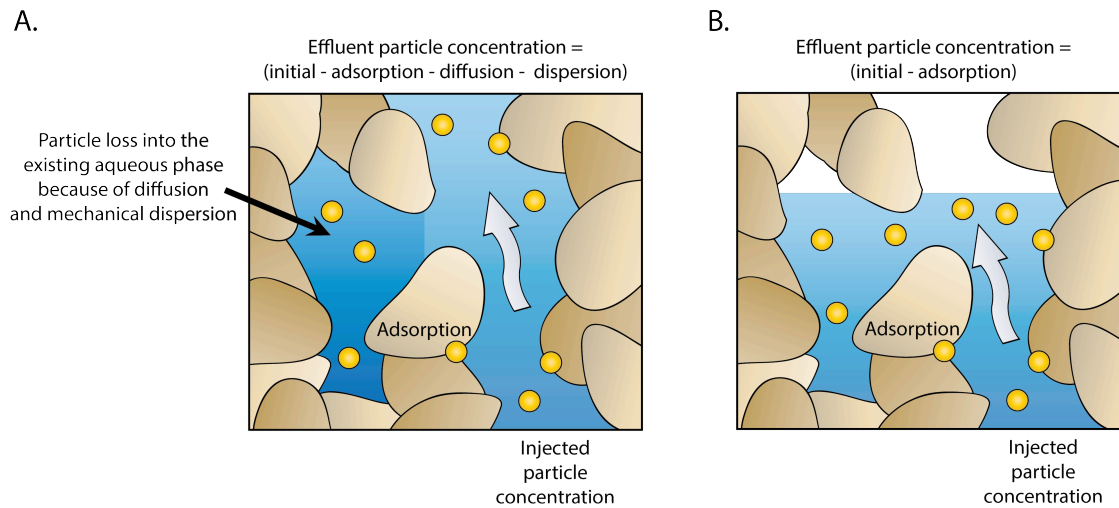 A.
Effluent particle concentration =
(initial - adsorption - diffusion - dispersion)
Particle loss into the
existing aqueous phase
because of diffusion
and mechanical dispersion
Adsorption
Injected
particle
concentration
B.
Effluent particle concentration =
(initial - adsorption)
Adsorption
Injected
particle
concentration